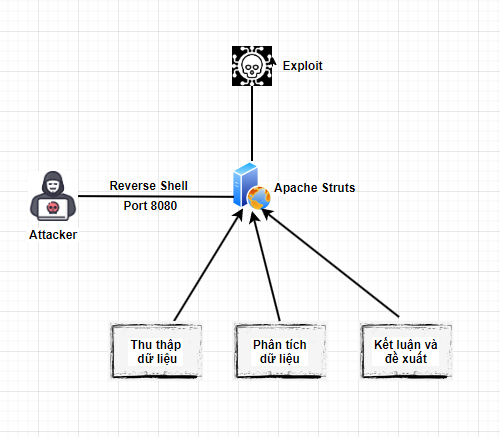 Exploit
Reverse Shell
Port 8080
Apache Struts
Attacker
Thu thập
dữ liệu
Phân tích
dữ liệu
Kết luận và
đề xuất